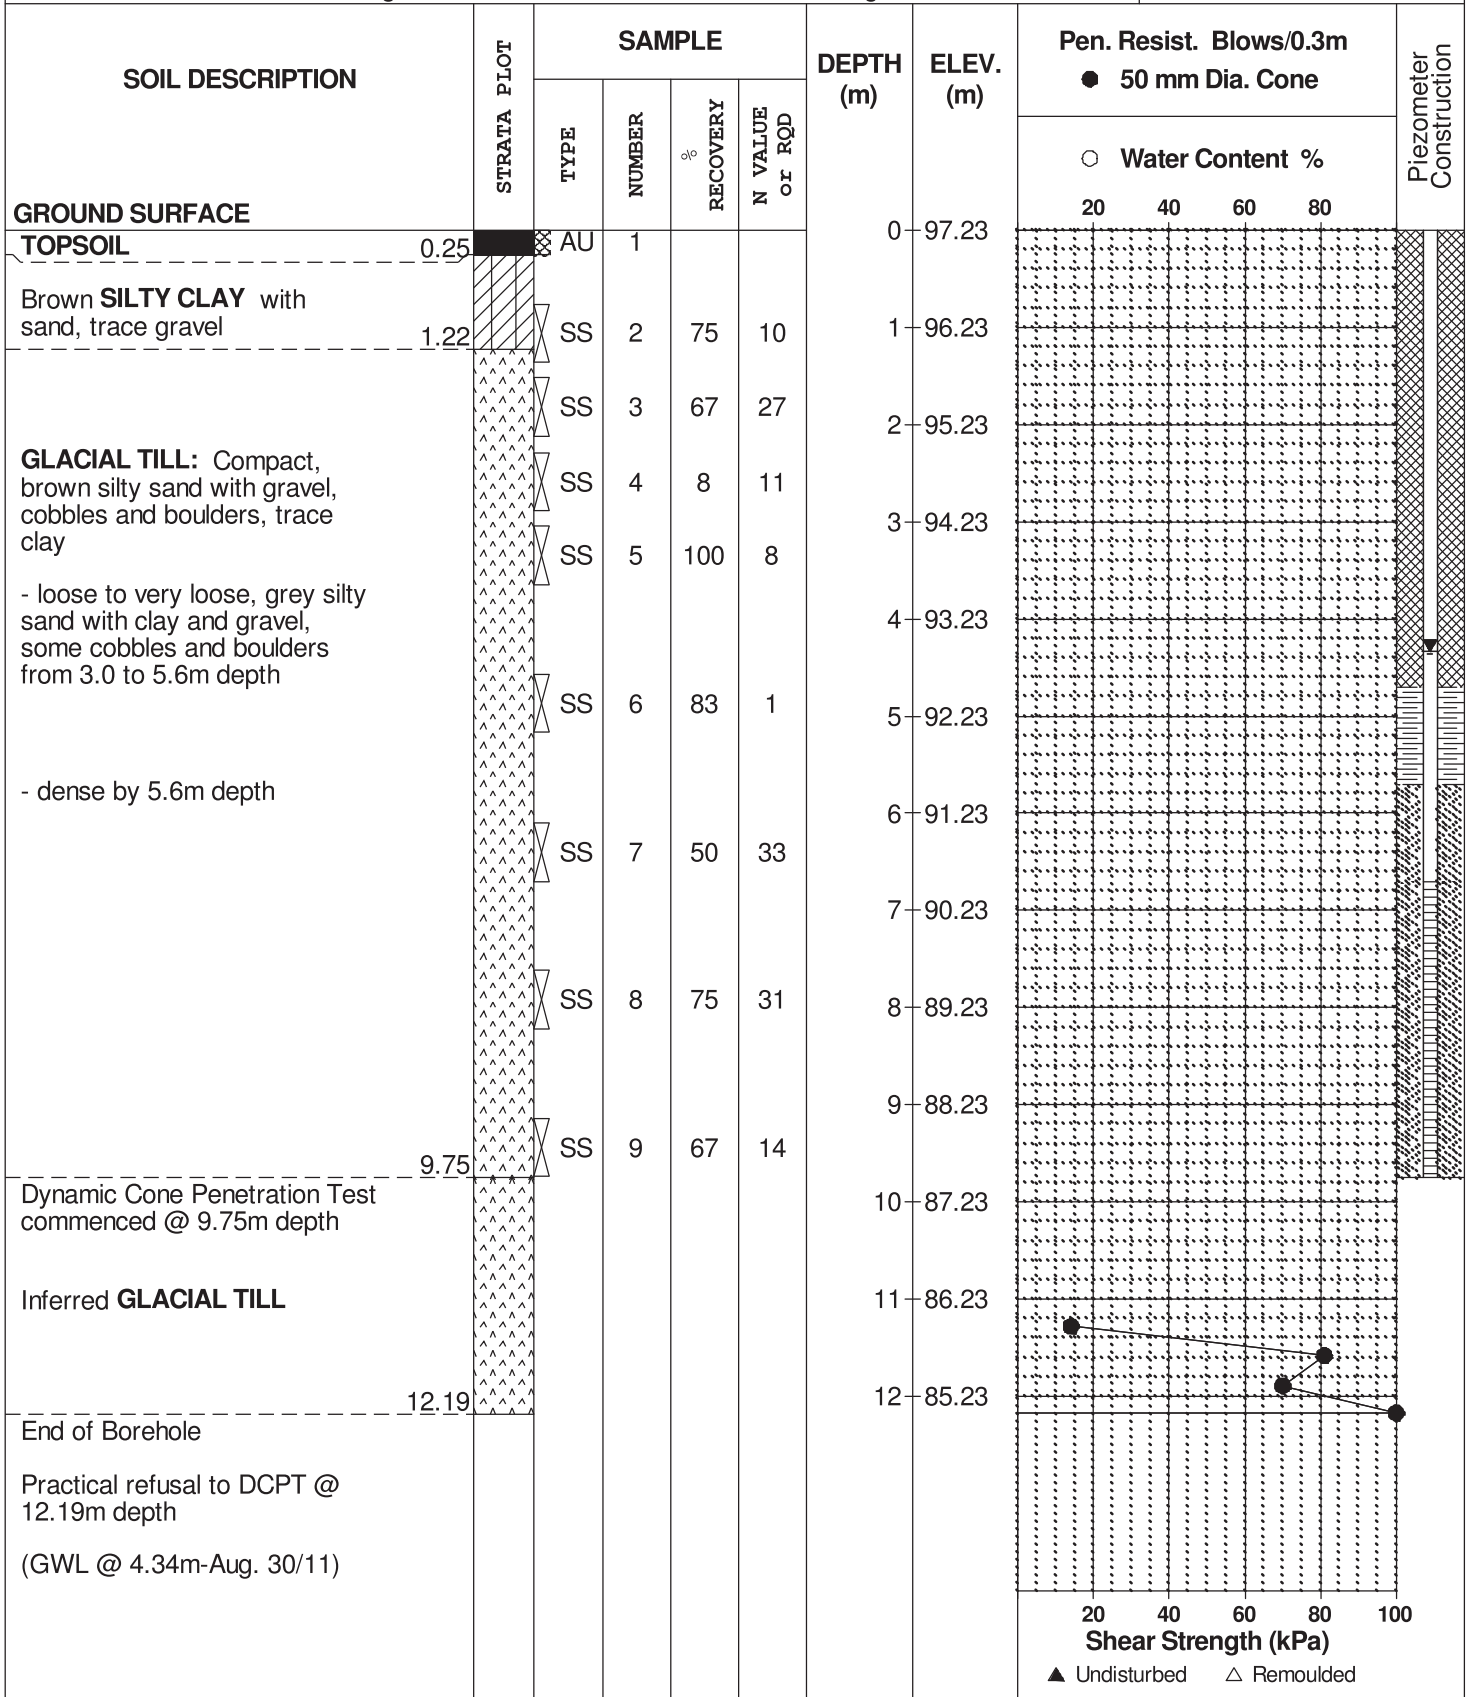 SOIL DESCRIPTION
STRATA PLOT
SAMPLE
TYPE
NUMBER
% RECOVERY
N VALUE or RQD
DEPTH (m)
ELEV. (m)
Pen. Resist. Blows/0.3m
● 50 mm Dia. Cone
○ Water Content %
Piezometer Construction
20 40 60 80
GROUND SURFACE
TOPSOIL 0.25
AU 1
0 97.23
Brown SILTY CLAY with
sand, trace gravel 1.22
SS 2 75 10
1 96.23
SS 3 67 27
2 95.23
GLACIAL TILL: Compact,
brown silty sand with gravel,
cobbles and boulders, trace
clay
SS 4 8 11
3 94.23
SS 5 100 8
- loose to very loose, grey silty
sand with clay and gravel,
some cobbles and boulders
from 3.0 to 5.6m depth
4 93.23
SS 6 83 1
5 92.23
- dense by 5.6m depth
6 91.23
SS 7 50 33
7 90.23
SS 8 75 31
8 89.23
9 88.23
SS 9 67 14
9.75
Dynamic Cone Penetration Test
commenced @ 9.75m depth
10 87.23
Inferred GLACIAL TILL
11 86.23
12.19
12 85.23
End of Borehole
Practical refusal to DCPT @
12.19m depth
(GWL @ 4.34m-Aug. 30/11)
20 40 60 80 100
Shear Strength (kPa)
▲ Undisturbed △ Remoulded